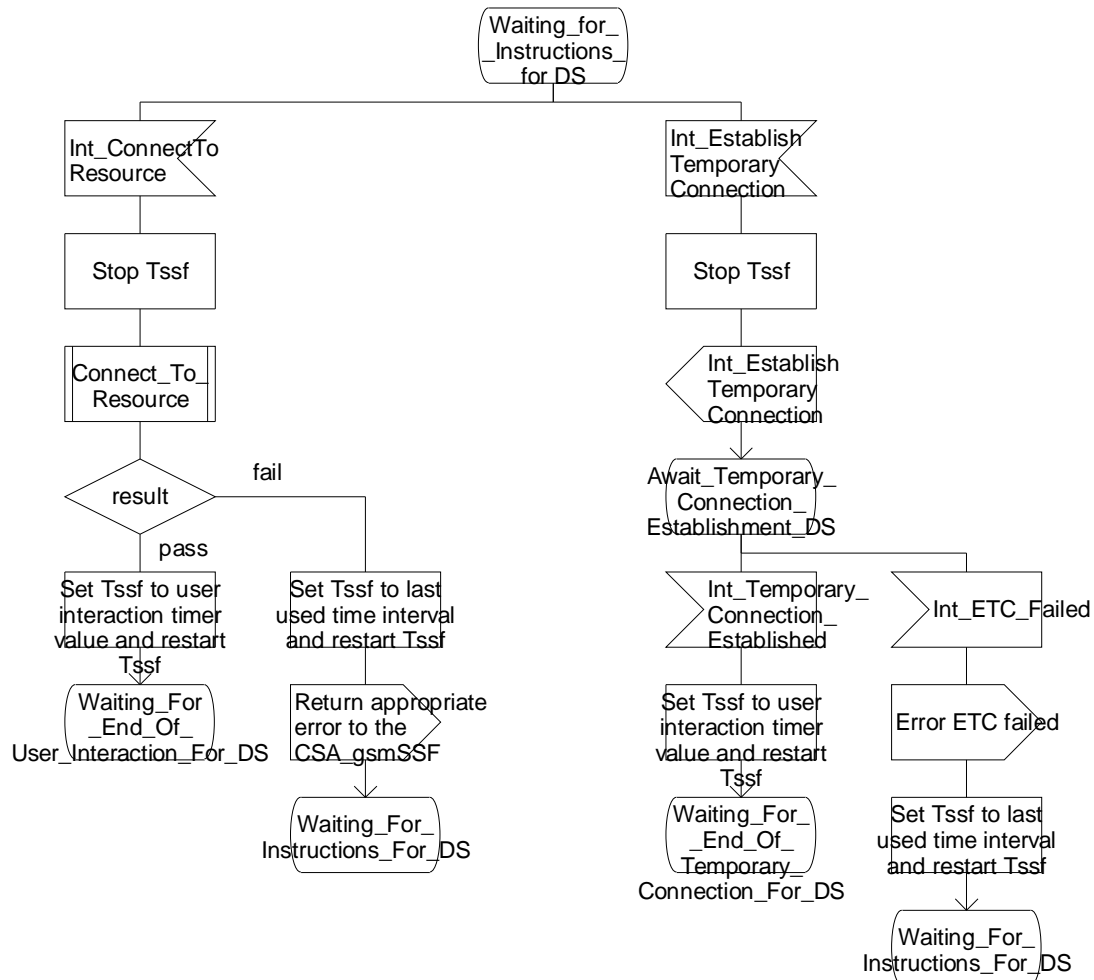 Waiting_for_
_Instructions_
for DS
Int_ConnectTo
Resource
Int_Establish
Temporary
Connection
Stop Tssf
Stop Tssf
Connect_To_
Resource
Int_Establish
Temporary
Connection
result
fail
pass
Await_Temporary_
Connection_
Establishment_DS
Set Tssf to user
interaction timer
value and restart
Tssf
Set Tssf to last
used time interval
and restart Tssf
Int_Temporary_
Connection_
Established
Int_ETC_Failed
Waiting_For
_End_Of_
User_Interaction_For_DS
Return appropriate
error to the
CSA_gsmSSF
Set Tssf to user
interaction timer
value and restart
Tssf
Error ETC failed
Waiting_For_
Instructions_For_DS
Waiting_For_
_End_Of_
Temporary_
Connection_For_DS
Set Tssf to last
used time interval
and restart Tssf
Waiting_For_
Instructions_For_DS